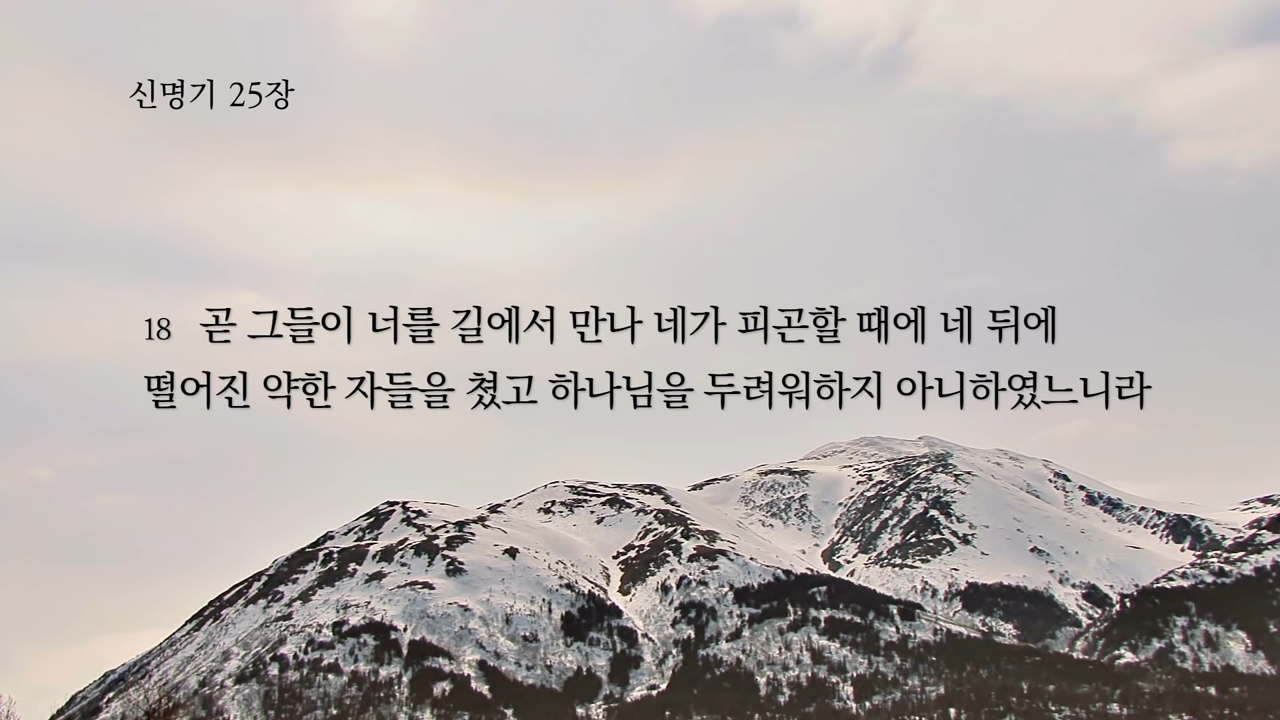 신명기 25장
18 곧 그들이 너를 길에서 만나 네가 피곤할 때에 네 뒤에
떨어진 약한 자들을 쳤고 하나님을 두려워하지 아니하였느니라